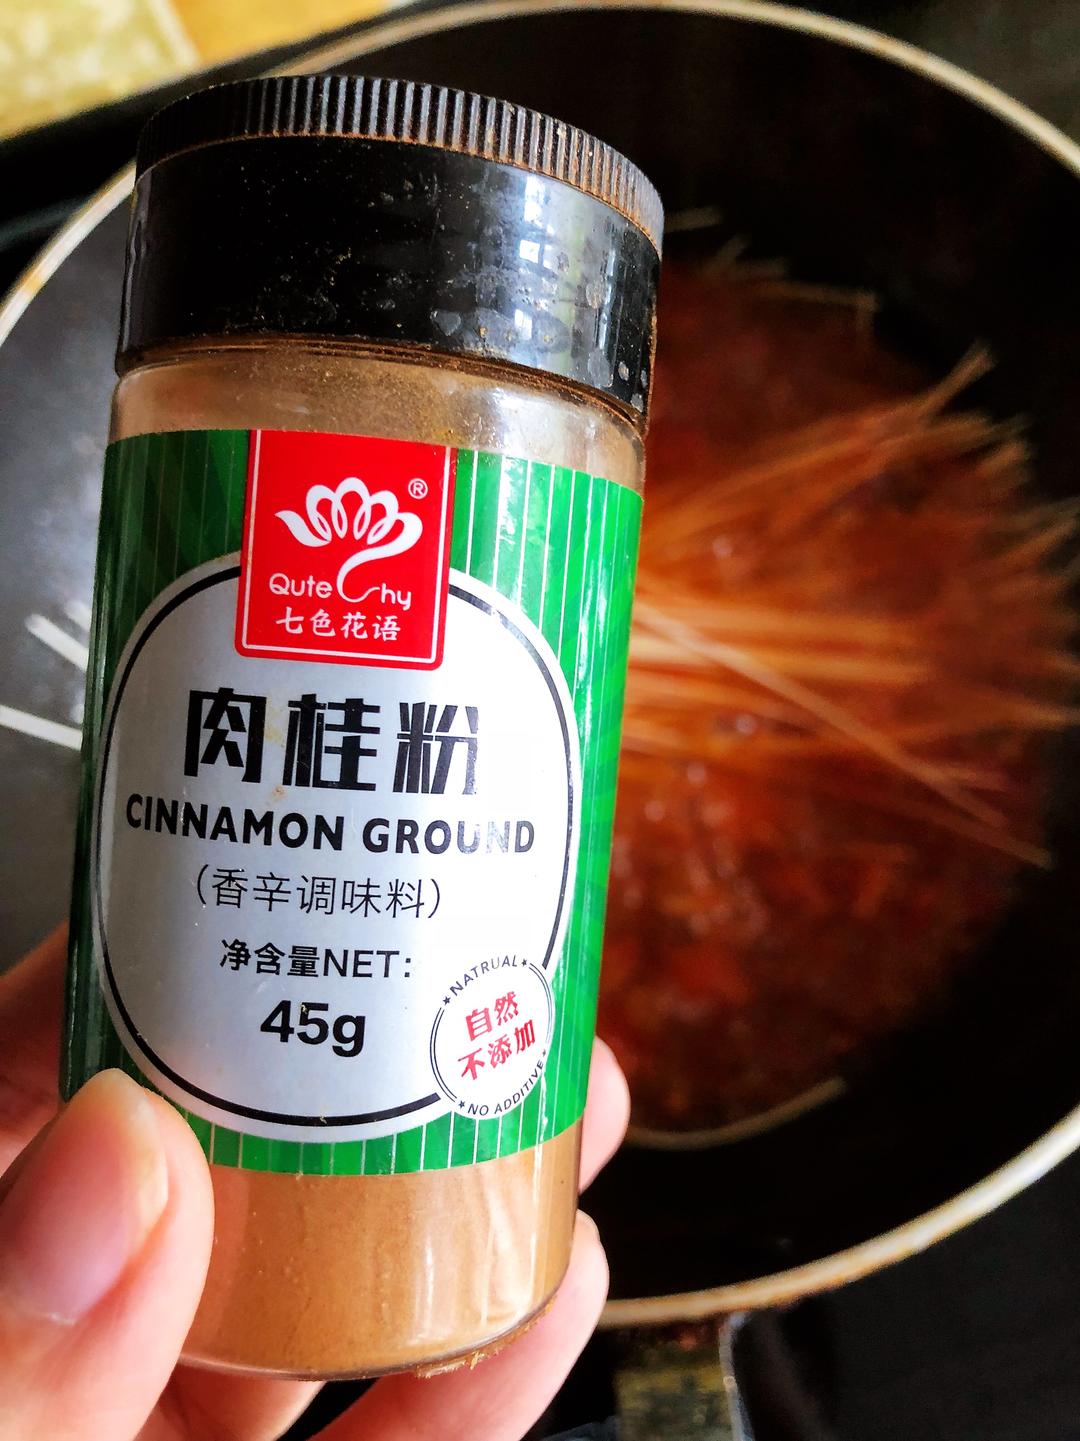 ®
Qute hy
七色花语
肉桂粉
CINNAMON GROUND
(香辛调味料)
净含量NET:
45g
★NATRUAL★
自然
不添加
★NO ADDITIVE★